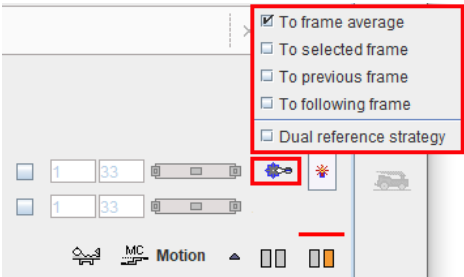 To frame average
To selected frame
To previous frame
To following frame
Dual reference strategy
1 33
1 33
MC Motion